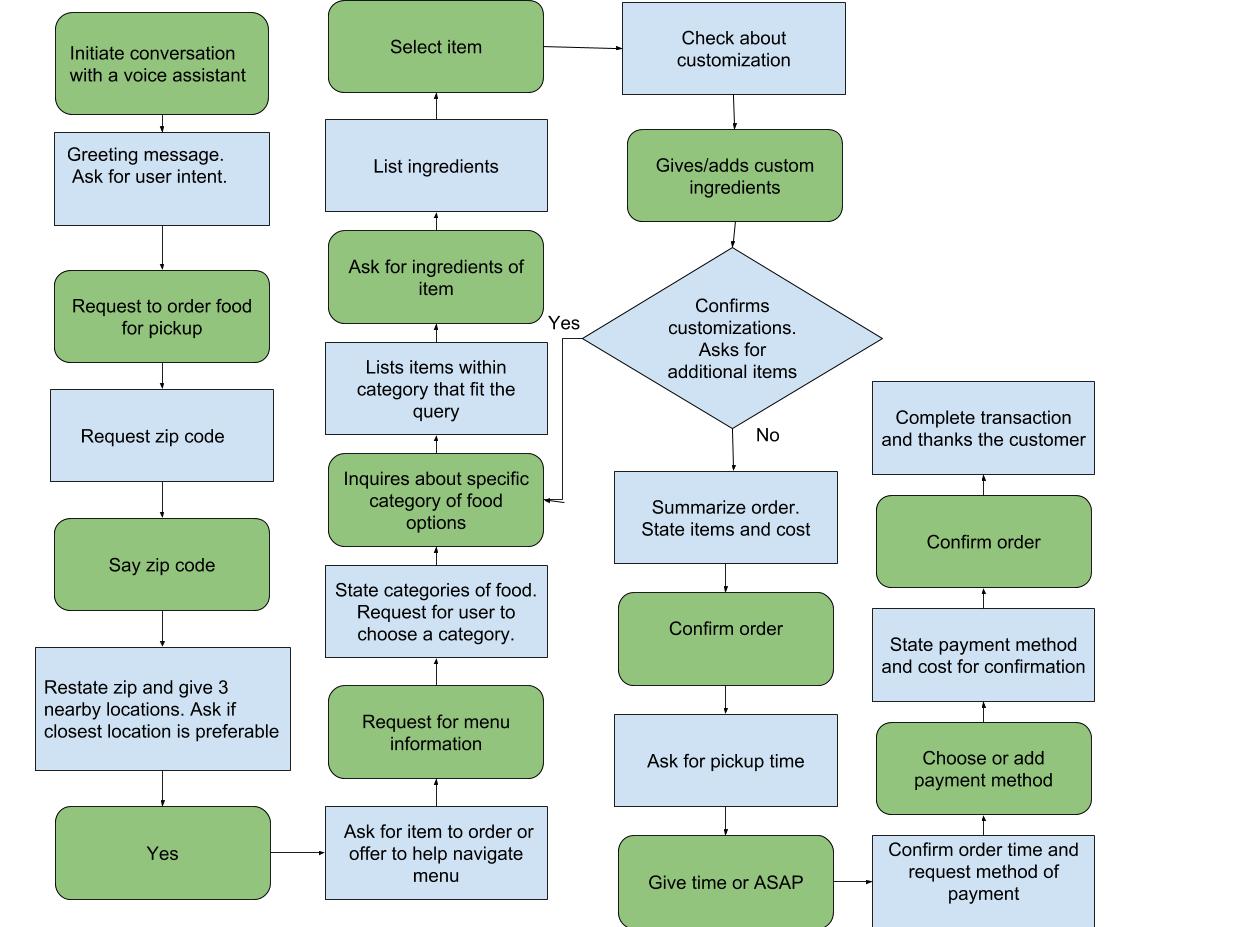 Initiate conversation
with a voice assistant
Greeting message.
Ask for user intent.
Request to order food
for pickup
Request zip code
Say zip code
Restate zip and give 3
nearby locations. Ask if
closest location is preferable
Yes
Ask for item to order or
offer to help navigate
menu
Request for menu
information
State categories of food.
Request for user to
choose a category.
Inquires about specific
category of food
options
Lists items within
category that fit the
query
Ask for ingredients of
item
List ingredients
Select item
Check about
customization
Gives/adds custom
ingredients
Confirms
customizations.
Asks for
additional items
Yes
No
Summarize order.
State items and cost
Confirm order
Ask for pickup time
Give time or ASAP
Confirm order time and
request method of
payment
Choose or add
payment method
State payment method
and cost for confirmation
Confirm order
Complete transaction
and thanks the customer